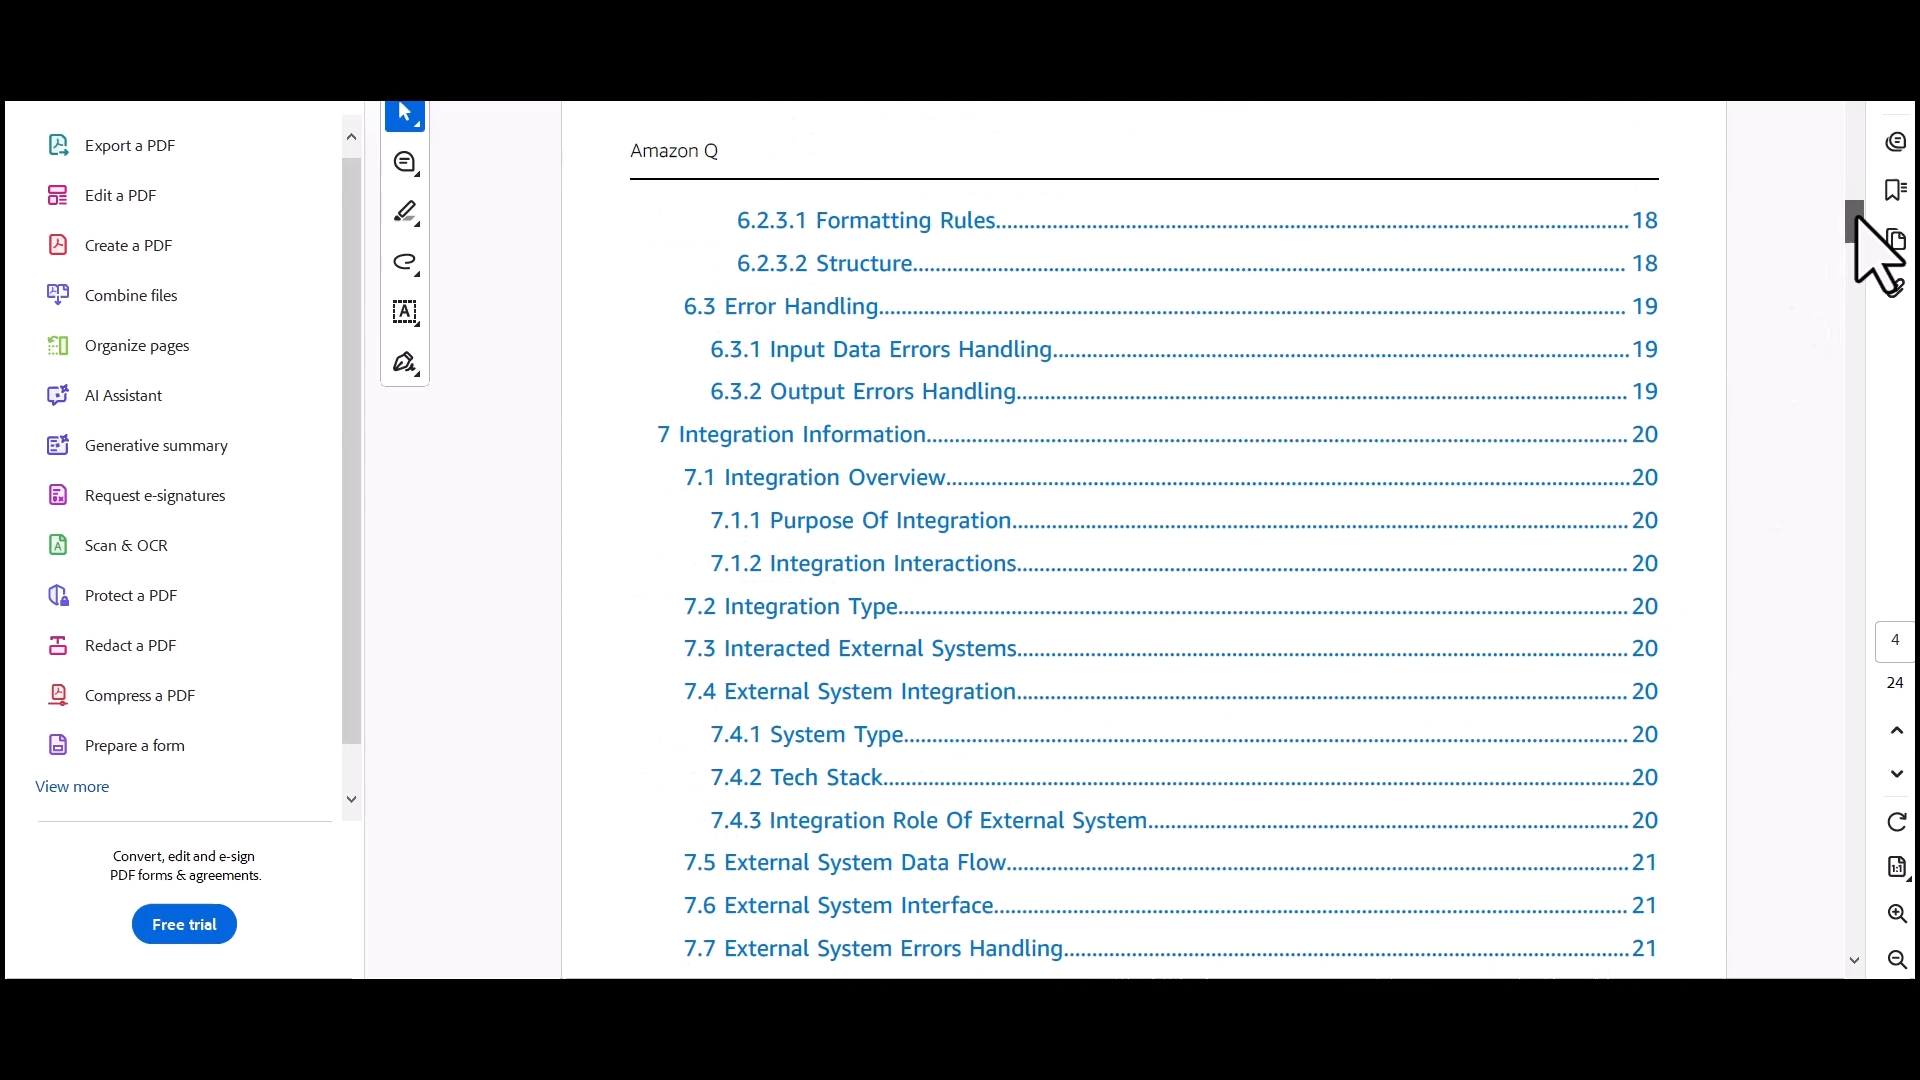 Export a PDF
Edit a PDF
Create a PDF
Combine files
Organize pages
AI Assistant
Generative summary
Request e-signatures
Scan & OCR
Protect a PDF
Redact a PDF
Compress a PDF
Prepare a form
View more
Convert, edit and e-sign
PDF forms & agreements.
Free trial
Amazon Q
6.2.3.1 Formatting Rules 18
6.2.3.2 Structure 18
6.3 Error Handling 19
6.3.1 Input Data Errors Handling 19
6.3.2 Output Errors Handling 19
7 Integration Information 20
7.1 Integration Overview 20
7.1.1 Purpose Of Integration 20
7.1.2 Integration Interactions 20
7.2 Integration Type 20
7.3 Interacted External Systems 20
7.4 External System Integration 20
7.4.1 System Type 20
7.4.2 Tech Stack 20
7.4.3 Integration Role Of External System 20
7.5 External System Data Flow 21
7.6 External System Interface 21
7.7 External System Errors Handling 21
4
24